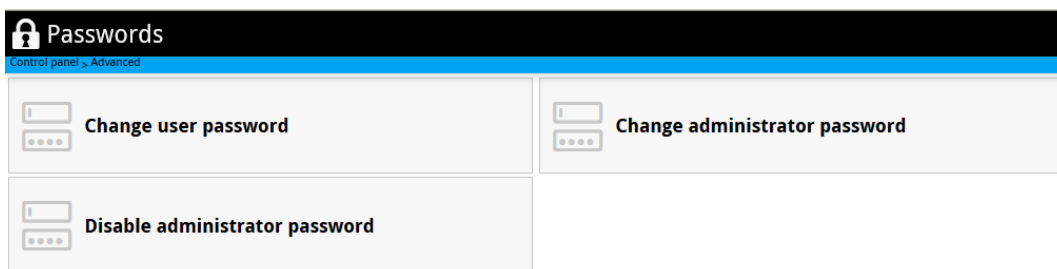 Passwords
Control panel > Advanced
Change user password
Change administrator password
Disable administrator password